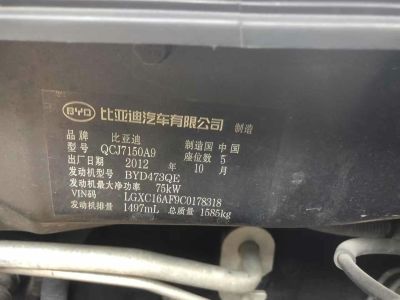 BYD 比亚迪汽车有限公司 制造
品牌 比亚迪 制造国 中国
型号 QCJ7150A9 座位数 5
出厂日期 2012 年 10 月
发动机型号 BYD473QE
发动机最大净功率 75kW
VIN码 LGXC16AF9C0178318
发动机排量 1497mL 总质量 1585kg